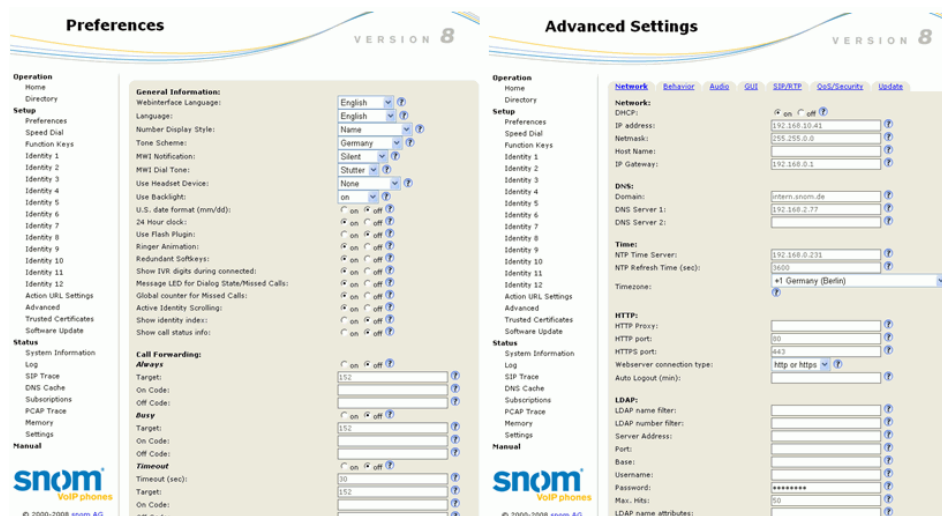 Preferences
VERSION 8
Operation
Home
Directory
Setup
Preferences
Speed Dial
Function Keys
Identity 1
Identity 2
Identity 3
Identity 4
Identity 5
Identity 6
Identity 7
Identity 8
Identity 9
Identity 10
Identity 11
Identity 12
Action URL Settings
Advanced
Trusted Certificates
Software Update
Status
System Information
Log
SIP Trace
DNS Cache
Subscriptions
PCAP Trace
Memory
Settings
Manual
snom
VoIP phones
© 2000-2008 snom AG
General Information:
Webinterface Language: English
Language: English
Number Display Style: Name
Tone Scheme: Germany
MWI Notification: Silent
MWI Dial Tone: Stutter
Use Headset Device: None
Use Backlight: on
U.S. date format (mm/dd): on off
24 Hour clock: on off
Use Flash Plugin: on off
Ringer Animation: on off
Redundant Softkeys: on off
Show IVR digits during connected: on off
Message LED for Dialog State/Missed Calls: on off
Global counter for Missed Calls: on off
Active Identity Scrolling: on off
Show identity index: on off
Show call status info: on off
Call Forwarding:
Always on off
Target: 152
On Code:
Off Code:
Busy on off
Target: 152
On Code:
Off Code:
Timeout on off
Timeout (sec): 30
Target: 152
On Code:
Off Code:
Advanced Settings
VERSION 8
Operation
Home
Directory
Setup
Preferences
Speed Dial
Function Keys
Identity 1
Identity 2
Identity 3
Identity 4
Identity 5
Identity 6
Identity 7
Identity 8
Identity 9
Identity 10
Identity 11
Identity 12
Action URL Settings
Advanced
Trusted Certificates
Software Update
Status
System Information
Log
SIP Trace
DNS Cache
Subscriptions
PCAP Trace
Memory
Settings
Manual
snom
VoIP phones
© 2000-2008 snom AG
Network Behavior Audio GUI SIP/RTP QoS/Security Update
Network:
DHCP: on off
IP address: 192.168.10.41
Netmask: 255.255.0.0
Host Name:
IP Gateway: 192.168.0.1
DNS:
Domain: intern.snom.de
DNS Server 1: 192.168.2.77
DNS Server 2:
Time:
NTP Time Server: 192.168.0.231
NTP Refresh Time (sec): 3600
Timezone: +1 Germany (Berlin)
HTTP:
HTTP Proxy:
HTTP port: 80
HTTPS port: 443
Webserver connection type: http or https
Auto Logout (min):
LDAP:
LDAP name filter:
LDAP number filter:
Server Address:
Port:
Base:
Username:
Password: ********
Max. Hits: 50
LDAP name attributes: